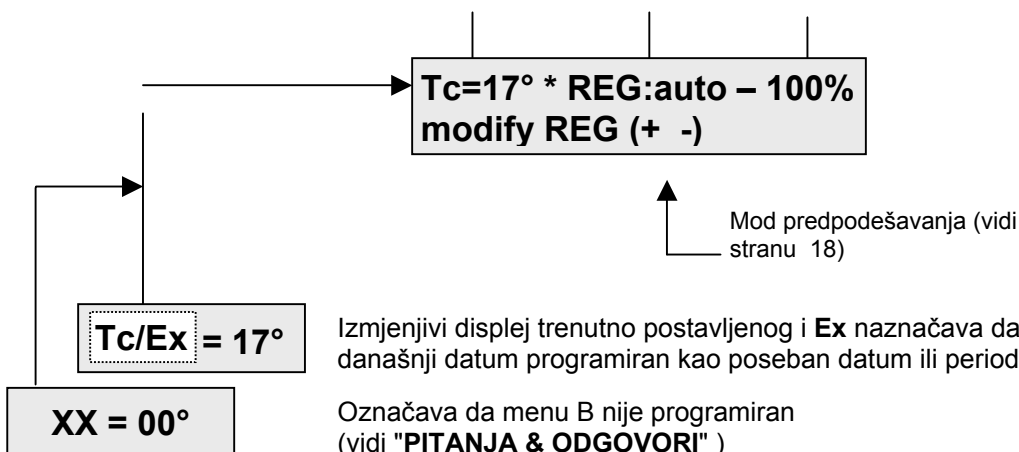 Tc=17° * REG:auto – 100%
modify REG (+ -)
Mod predpodešavanja (vidi
stranu 18)
Tc/Ex = 17°
Izmjenjivi displej trenutno postavljenog i Ex naznačava da
današnji datum programiran kao poseban datum ili period
XX = 00°
Označava da menu B nije programiran
(vidi "PITANJA & ODGOVORI" )